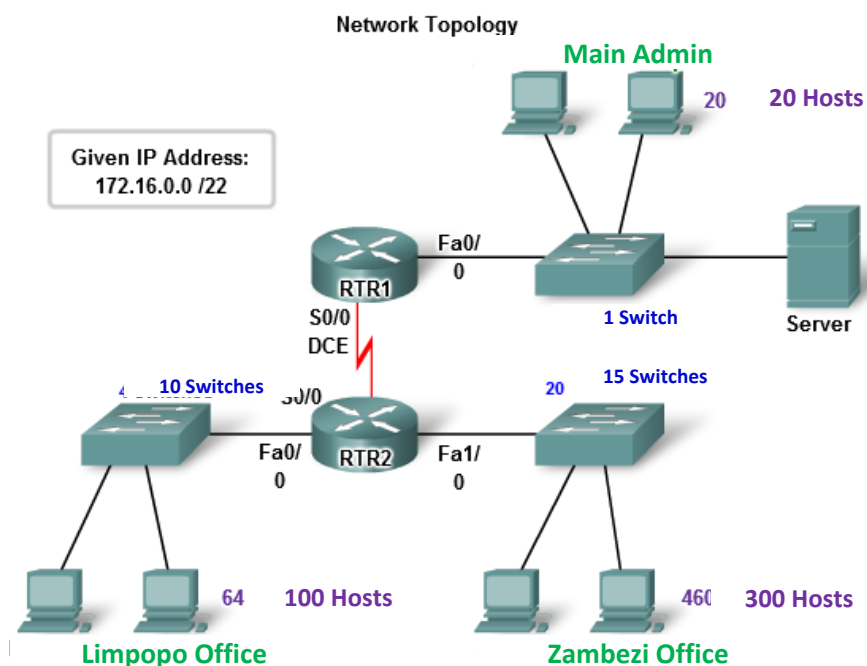 Network Topology
Main Admin
20
20 Hosts
Given IP Address:
172.16.0.0 /22
Fa0/
0
RTR1
S0/0
DCE
1 Switch
Server
10 Switches
S0/0
20
15 Switches
Fa0/
0
RTR2
Fa1/
0
64
100 Hosts
460
300 Hosts
Limpopo Office
Zambezi Office